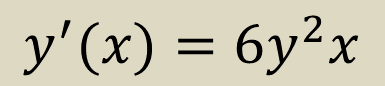 y′(x) = 6y²x